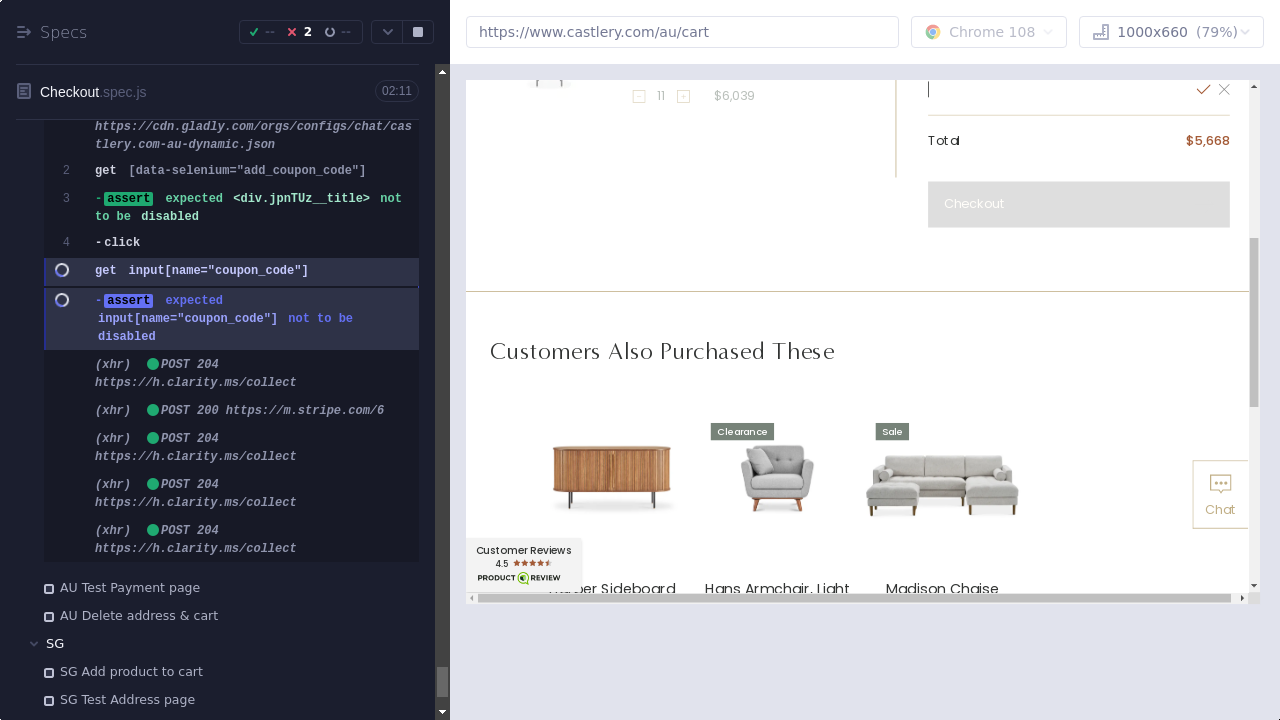 Specs
--
2
--
https://www.castlery.com/au/cart
Chrome 108
1000x660 (79%)
Checkout.spec.js
02:11
https://cdn.gladly.com/orgs/configs/chat/cas
tlery.com-au-dynamic.json
2 get [data-selenium="add_coupon_code"]
3 -assert expected <div.jpnTUz__title> not
to be disabled
4 -click
get input[name="coupon_code"]
-assert expected
input[name="coupon_code"] not to be
disabled
(xhr) POST 204
https://h.clarity.ms/collect
(xhr) POST 200 https://m.stripe.com/6
(xhr) POST 204
https://h.clarity.ms/collect
(xhr) POST 204
https://h.clarity.ms/collect
(xhr) POST 204
https://h.clarity.ms/collect
AU Test Payment page
AU Delete address & cart
SG
SG Add product to cart
SG Test Address page
11
$6,039
Total $5,668
Checkout
Customers Also Purchased These
Clearance
Sale
Chat
Customer Reviews
4.5
PRODUCT REVIEW
Sideboard
Hans Armchair, Light
Madison Chaise